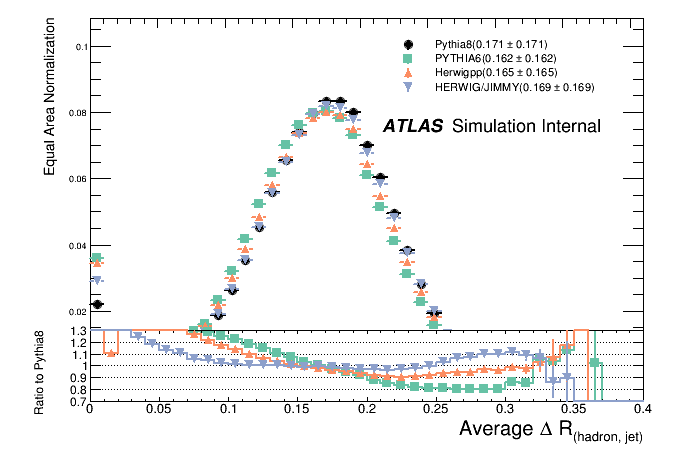 Equal Area Normalization
0.1
0.08
0.06
0.04
0.02
Pythia8(0.171 ± 0.171)
PYTHIA6(0.162 ± 0.162)
Herwigpp(0.165 ± 0.165)
HERWIG/JIMMY(0.169 ± 0.169)
ATLAS Simulation Internal
Ratio to Pythia8
1.3
1.2
1.1
1
0.9
0.8
0.7
0 0.05 0.1 0.15 0.2 0.25 0.3 0.35 0.4
Average Δ R(hadron, jet)